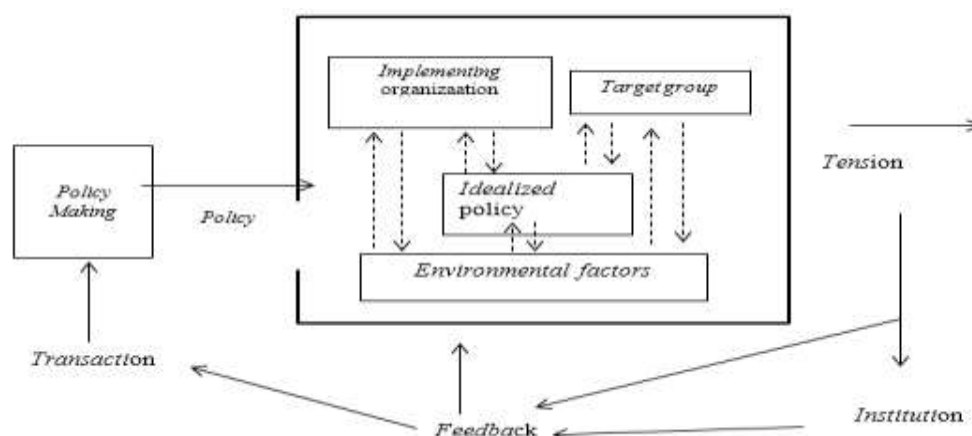 Implementing
organizaation
Target group
Tension
Policy
Making
Policy
Idealized
policy
Environmental factors
Transaction
Feedback
Institution